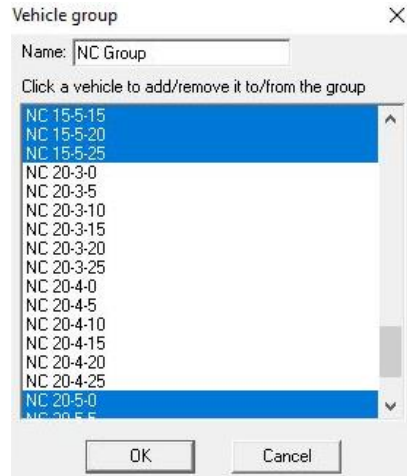 Vehicle group
Name: NC Group
Click a vehicle to add/remove it to/from the group
NC 15-5-15
NC 15-5-20
NC 15-5-25
NC 20-3-0
NC 20-3-5
NC 20-3-10
NC 20-3-15
NC 20-3-20
NC 20-3-25
NC 20-4-0
NC 20-4-5
NC 20-4-10
NC 20-4-15
NC 20-4-20
NC 20-4-25
NC 20-5-0
NC 20-5-5
OK Cancel